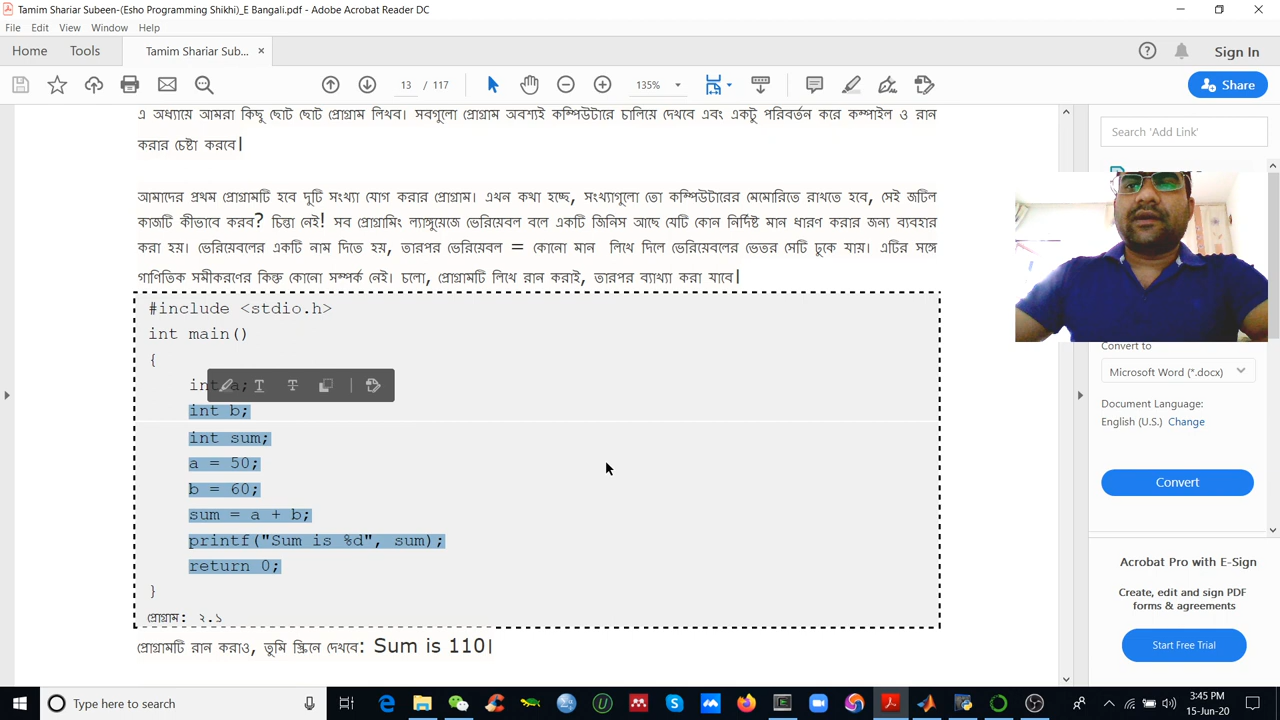 Tamim Shariar Subeen-(Esho Programming Shikhi)_E Bangali.pdf - Adobe Acrobat Reader DC
File Edit View Window Help
Home Tools Tamim Shariar Sub... × Sign In
13 / 117 135% Share
এ অধ্যায়ে আমরা কিছু ছোট ছোট প্রোগ্রাম লিখব। সবগুলো প্রোগ্রাম অবশ্যই কম্পিউটারে চালিয়ে দেখবে এবং একটু পরিবর্তন করে কম্পাইল ও রান
করার চেষ্টা করবে|
আমাদের প্রথম প্রোগ্রামটি হবে দুটি সংখ্যা যোগ করার প্রোগ্রাম। এখন কথা হচ্ছে, সংখ্যাগুলো তো কম্পিউটারের মেমোরিতে রাখতে হবে, সেই জটিল
কাজটি কীভাবে করব? চিন্তা নেই! সব প্রোগ্রামিং ল্যাঙ্গুয়েজে ভেরিয়েবল বলে একটি জিনিস আছে যেটি কোন নির্দিষ্ট মান ধারণ করার জন্য ব্যবহার
করা হয়। ভেরিয়েবলের একটি নাম দিতে হয়, তারপর ভেরিয়েবল = কোনো মান লিখে দিলে ভেরিয়েবলের ভেতর সেটি ঢুকে যায়। এটির সঙ্গে
গাণিতিক সমীকরণের কিন্তু কোনো সম্পর্ক নেই। চলো, প্রোগ্রামটি লিখে রান করাই, তারপর ব্যাখ্যা করা যাবে|
#include <stdio.h>
int main()
{
int a;
int b;
int sum;
a = 50;
b = 60;
sum = a + b;
printf("Sum is %d", sum);
return 0;
}
প্রোগ্রাম: ২.১
প্রোগ্রামটি রান করাও, তুমি স্ক্রিনে দেখবে: Sum is 110|
Search 'Add Link'
Convert to
Microsoft Word (*.docx)
Document Language:
English (U.S.) Change
Convert
Acrobat Pro with E-Sign
Create, edit and sign PDF
forms & agreements
Start Free Trial
Type here to search
3:45 PM
15-Jun-20